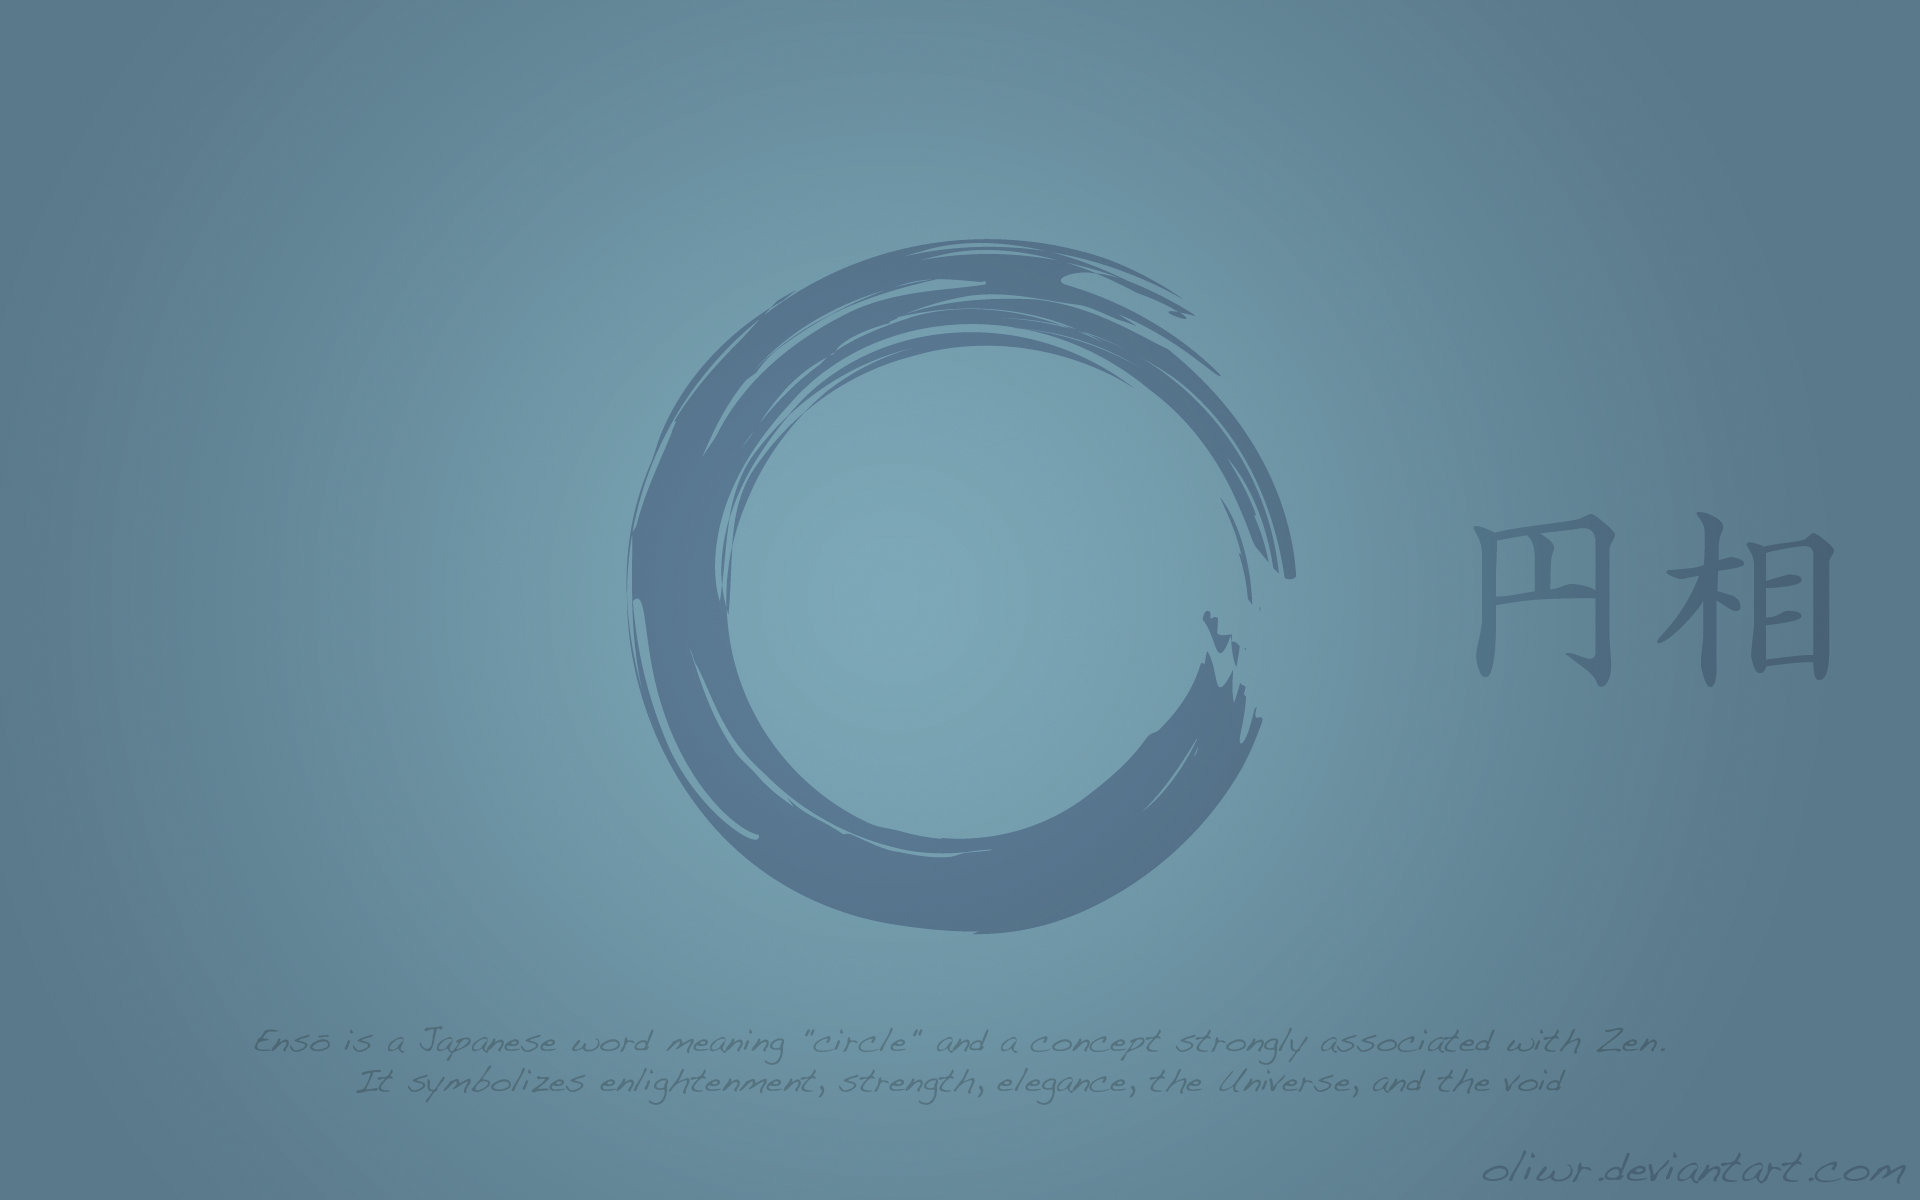 円相
Ensō is a Japanese word meaning "circle" and a concept strongly associated with Zen.
It symbolizes enlightenment, strength, elegance, the Universe, and the void
oliwr.deviantart.com